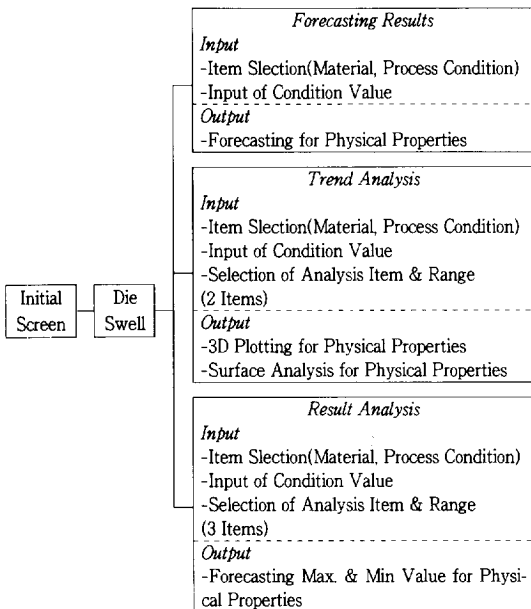 Forecasting Results
Input
-Item Slection(Material, Process Condition)
-Input of Condition Value
Output
-Forecasting for Physical Properties
Trend Analysis
Input
-Item Slection(Material, Process Condition)
-Input of Condition Value
-Selection of Analysis Item & Range
(2 Items)
Output
-3D Plotting for Physical Properties
-Surface Analysis for Physical Properties
Initial
Screen
Die
Swell
Result Analysis
Input
-Item Slection(Material, Process Condition)
-Input of Condition Value
-Selection of Analysis Item & Range
(3 Items)
Output
-Forecasting Max. & Min Value for Physi-
cal Properties